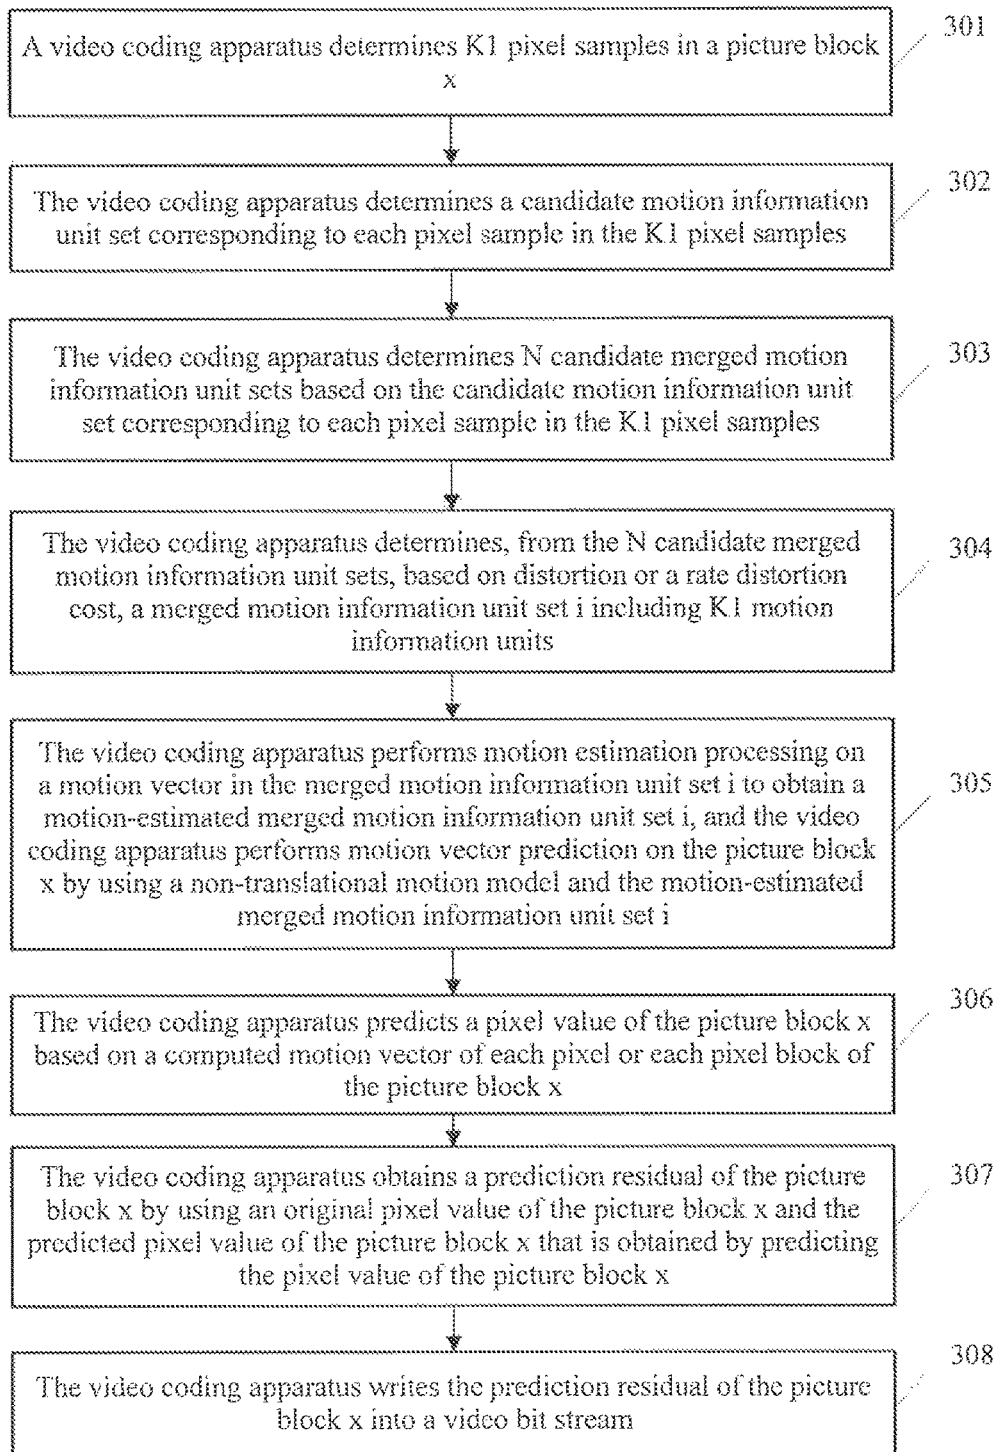 301
A video coding apparatus determines K1 pixel samples in a picture block
x
302
The video coding apparatus determines a candidate motion information
unit set corresponding to each pixel sample in the K1 pixel samples
303
The video coding apparatus determines N candidate merged motion
information unit sets based on the candidate motion information unit
set corresponding to each pixel sample in the K1 pixel samples
304
The video coding apparatus determines, from the N candidate merged
motion information unit sets, based on distortion or a rate distortion
cost, a merged motion information unit set i including K1 motion
information units
305
The video coding apparatus performs motion estimation processing on
a motion vector in the merged motion information unit set i to obtain a
motion-estimated merged motion information unit set i, and the video
coding apparatus performs motion vector prediction on the picture block
x by using a non-translational motion model and the motion-estimated
merged motion information unit set i
306
The video coding apparatus predicts a pixel value of the picture block x
based on a computed motion vector of each pixel or each pixel block of
the picture block x
307
The video coding apparatus obtains a prediction residual of the picture
block x by using an original pixel value of the picture block x and the
predicted pixel value of the picture block x that is obtained by predicting
the pixel value of the picture block x
308
The video coding apparatus writes the prediction residual of the picture
block x into a video bit stream